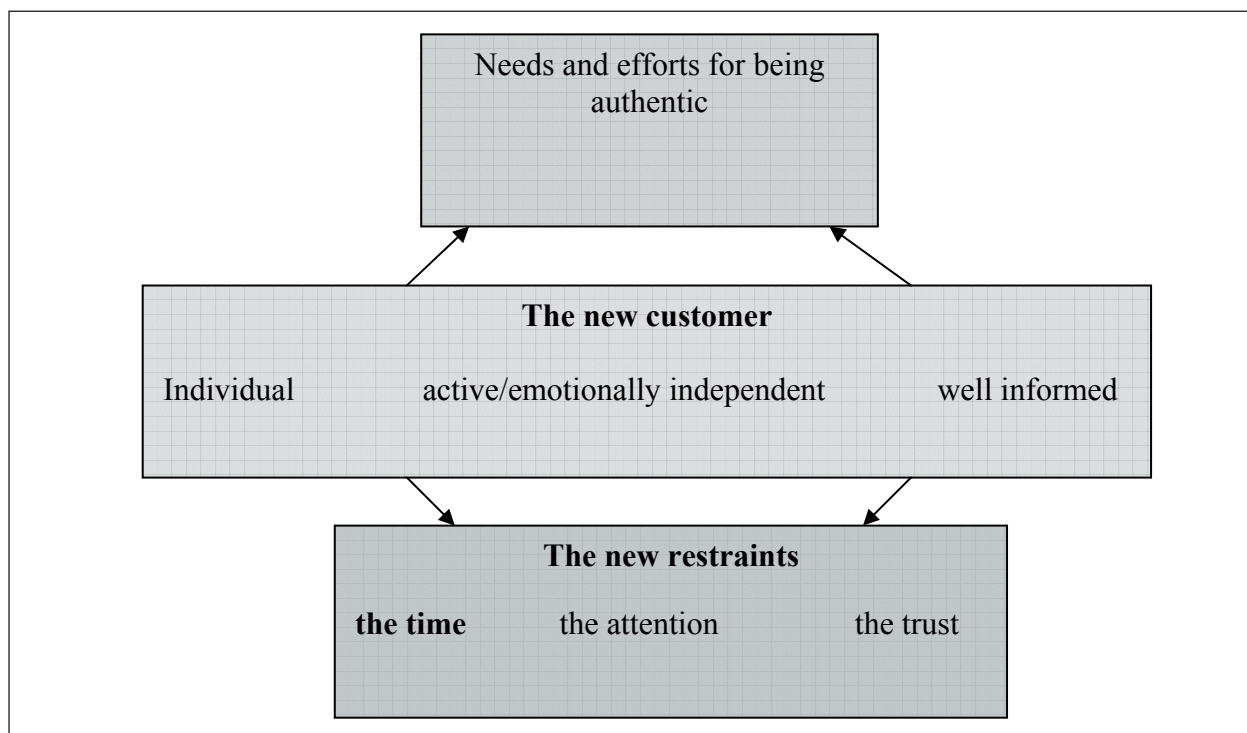 Needs and efforts for being
authentic
The new customer
Individual active/emotionally independent well informed
The new restraints
the time the attention the trust